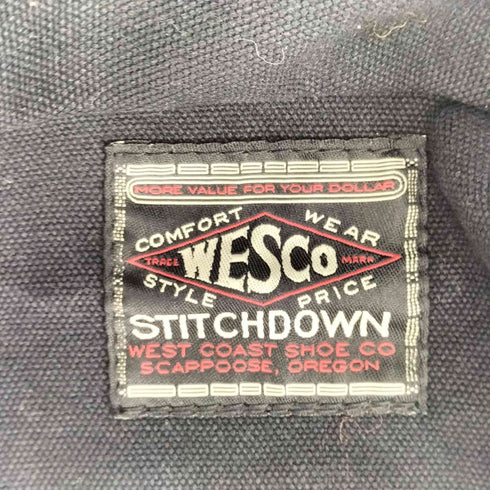 MORE VALUE FOR YOUR DOLLAR
COMFORT WEAR
TRADE WESCO MARK
STYLE PRICE
STITCHDOWN
WEST COAST SHOE CO
SCAPPOOSE, OREGON